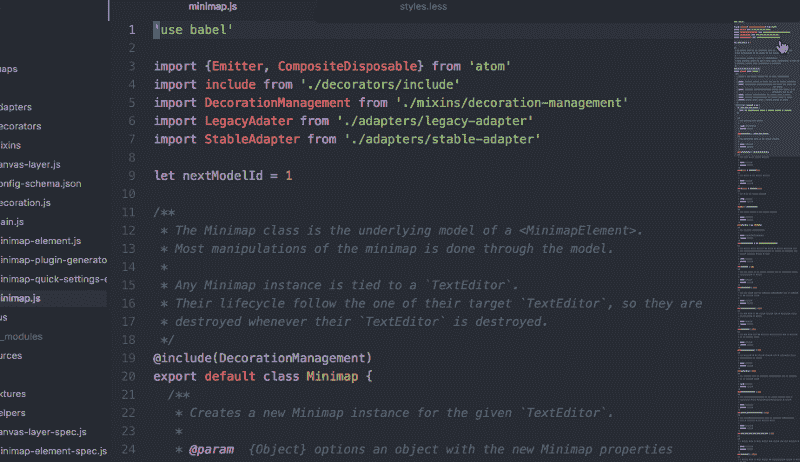 minimap.js
styles.less
aps
dapters
ecorators
ixins
anvas-layer.js
onfig-schema.json
ecoration.js
ain.js
inimap-element.js
inimap-plugin-generato
inimap-quick-settings-e
minimap.js
us
_modules
ources
xtures
elpers
anvas-layer-spec.js
inimap-element-spec.js
1 'use babel'
2
3 import {Emitter, CompositeDisposable} from 'atom'
4 import include from './decorators/include'
5 import DecorationManagement from './mixins/decoration-management'
6 import LegacyAdater from './adapters/legacy-adapter'
7 import StableAdapter from './adapters/stable-adapter'
8
9 let nextModelId = 1
10
11 /**
12 * The Minimap class is the underlying model of a <MinimapElement>.
13 * Most manipulations of the minimap is done through the model.
14 *
15 * Any Minimap instance is tied to a `TextEditor`.
16 * Their lifecycle follow the one of their target `TextEditor`, so they are
17 * destroyed whenever their `TextEditor` is destroyed.
18 */
19 @include(DecorationManagement)
20 export default class Minimap {
21 /**
22 * Creates a new Minimap instance for the given `TextEditor`.
23 *
24 * @param {Object} options an object with the new Minimap properties